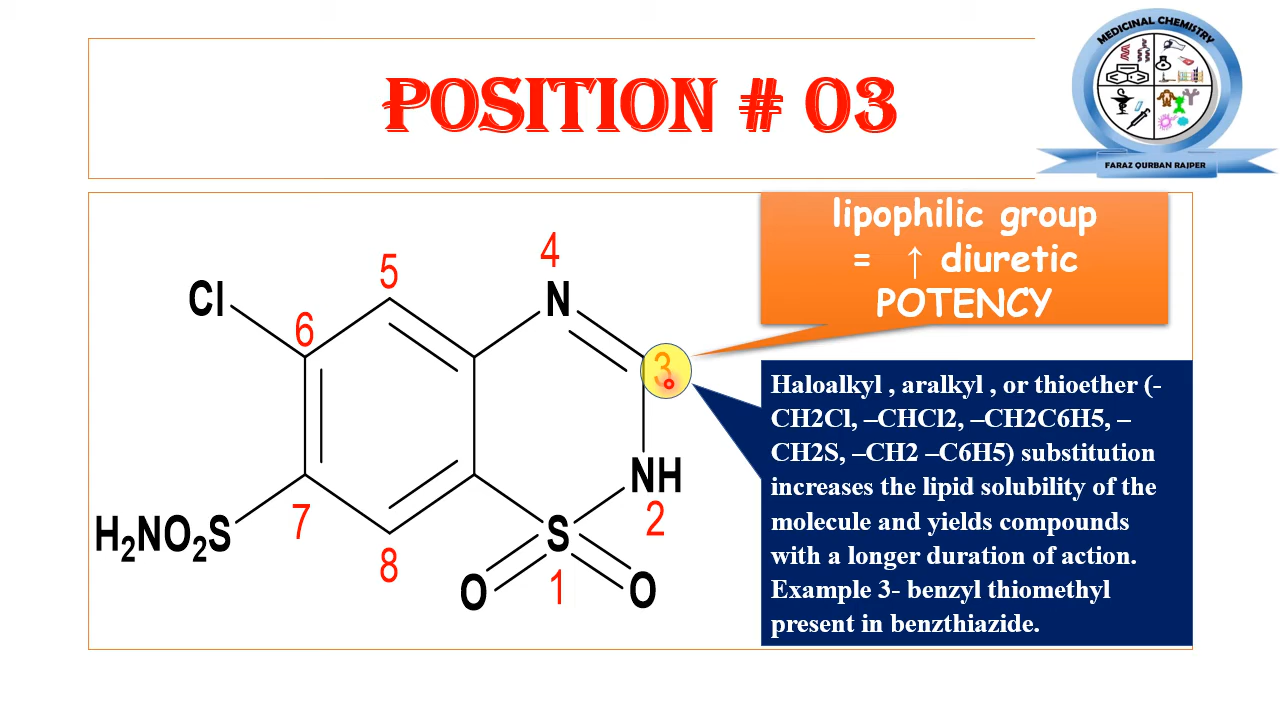 POSITION # 03
MEDICINAL CHEMISTRY
FARAZ QURBAN RAJPER
lipophilic group
= ↑ diuretic
POTENCY
4
5
Cl
N
6
3
Haloalkyl , aralkyl , or thioether (-
CH2Cl, –CHCl2, –CH2C6H5, –
CH2S, –CH2 –C6H5) substitution
increases the lipid solubility of the
molecule and yields compounds
with a longer duration of action.
Example 3- benzyl thiomethyl
present in benzthiazide.
NH
2
7
H₂NO₂S
S
8
1
O
O